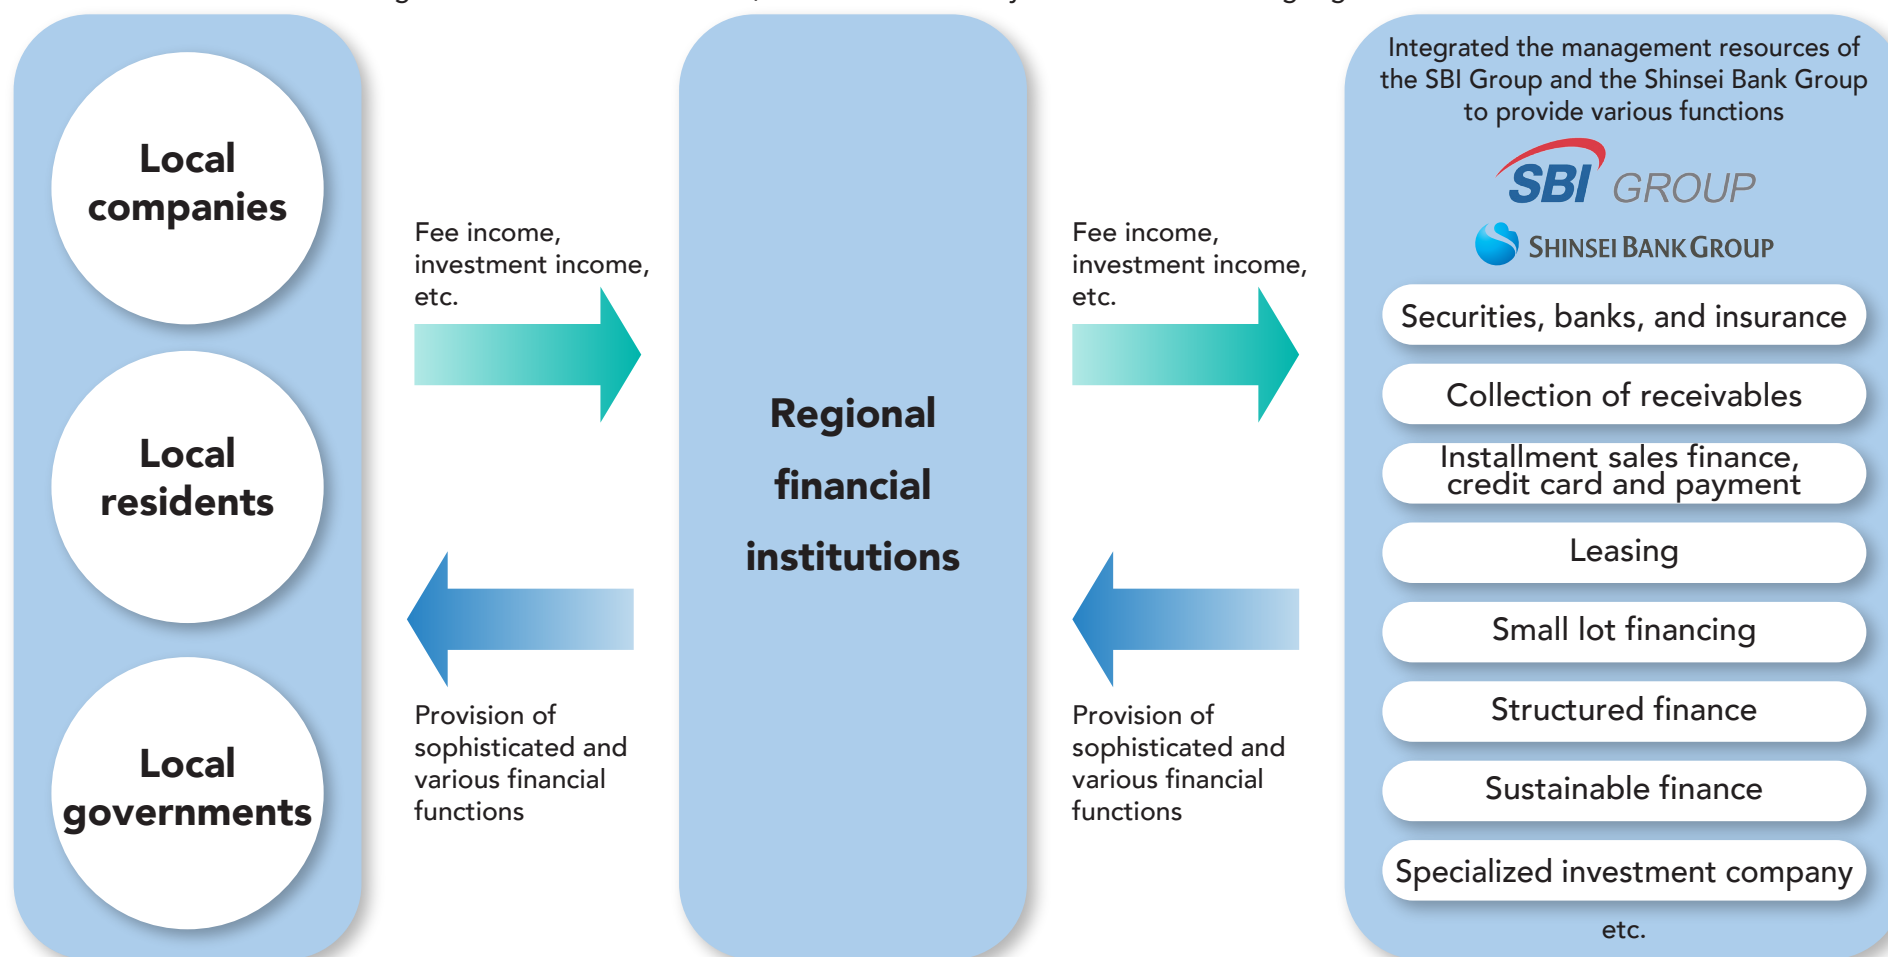 Local
companies
Local
residents
Local
governments
Fee income,
investment income,
etc.
Provision of
sophisticated and
various financial
functions
Regional
financial
institutions
Fee income,
investment income,
etc.
Provision of
sophisticated and
various financial
functions
Integrated the management resources of
the SBI Group and the Shinsei Bank Group
to provide various functions
SBI GROUP
SHINSEI BANK GROUP
Securities, banks, and insurance
Collection of receivables
Installment sales finance,
credit card and payment
Leasing
Small lot financing
Structured finance
Sustainable finance
Specialized investment company
etc.